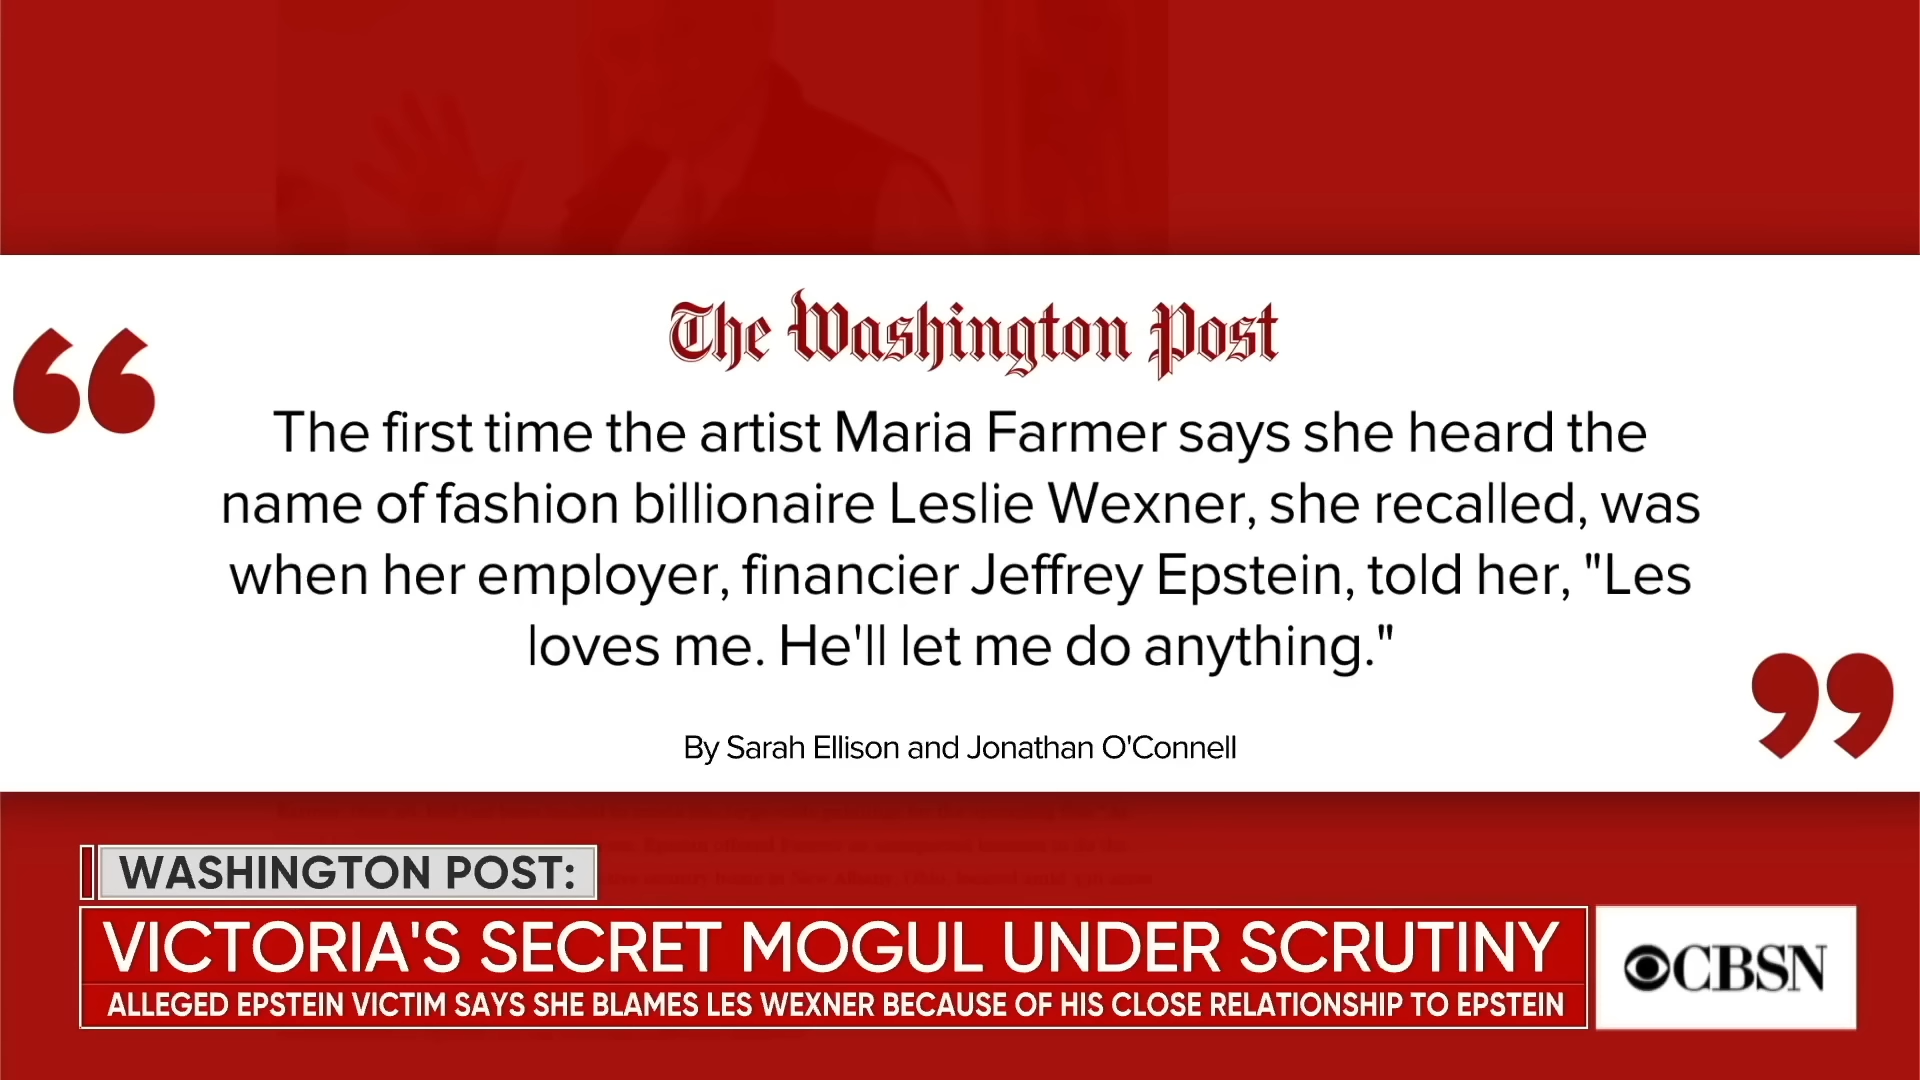 The Washington Post
The first time the artist Maria Farmer says she heard the
name of fashion billionaire Leslie Wexner, she recalled, was
when her employer, financier Jeffrey Epstein, told her, "Les
loves me. He'll let me do anything."
By Sarah Ellison and Jonathan O'Connell
WASHINGTON POST:
VICTORIA'S SECRET MOGUL UNDER SCRUTINY
ALLEGED EPSTEIN VICTIM SAYS SHE BLAMES LES WEXNER BECAUSE OF HIS CLOSE RELATIONSHIP TO EPSTEIN
CBSN